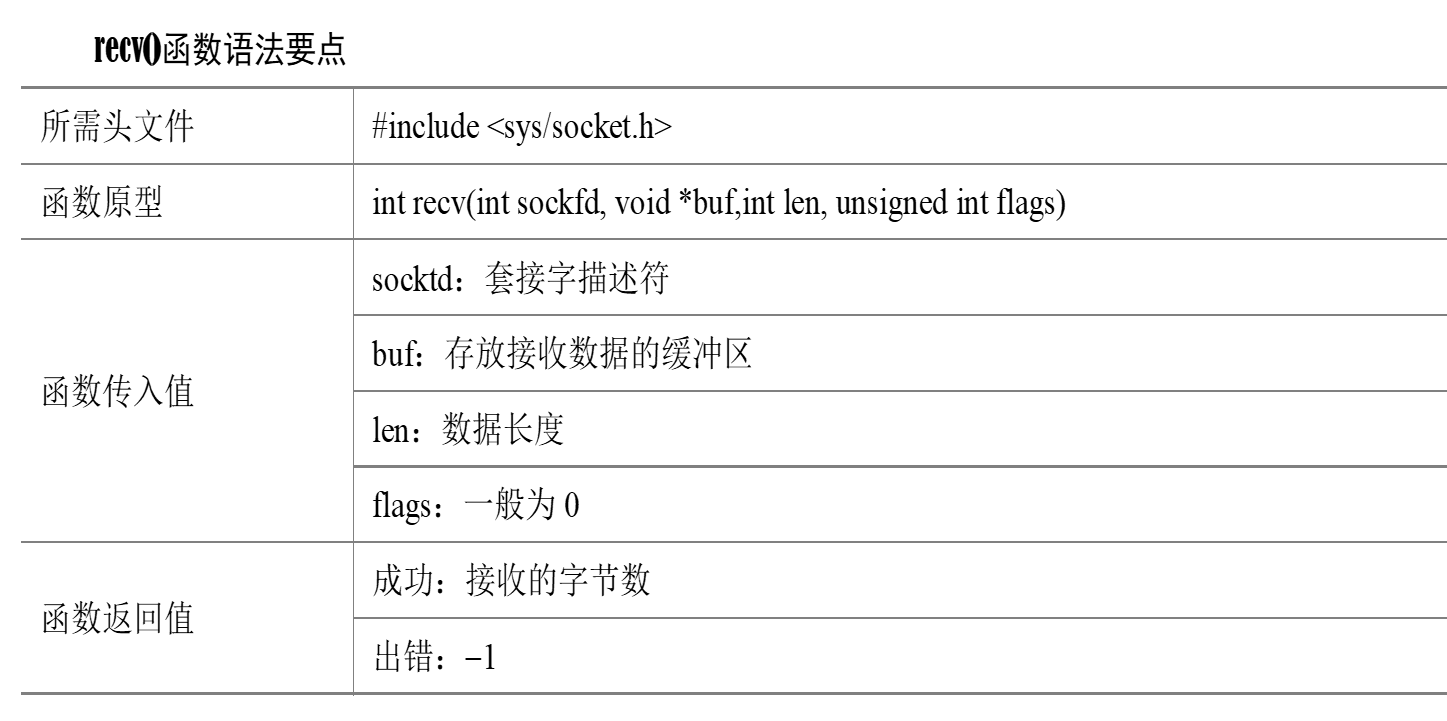 recv()函数语法要点
所需头文件
#include <sys/socket.h>
函数原型
int recv(int sockfd, void *buf,int len, unsigned int flags)
函数传入值
socktd：套接字描述符
buf：存放接收数据的缓冲区
len：数据长度
flags：一般为 0
函数返回值
成功：接收的字节数
出错：−1